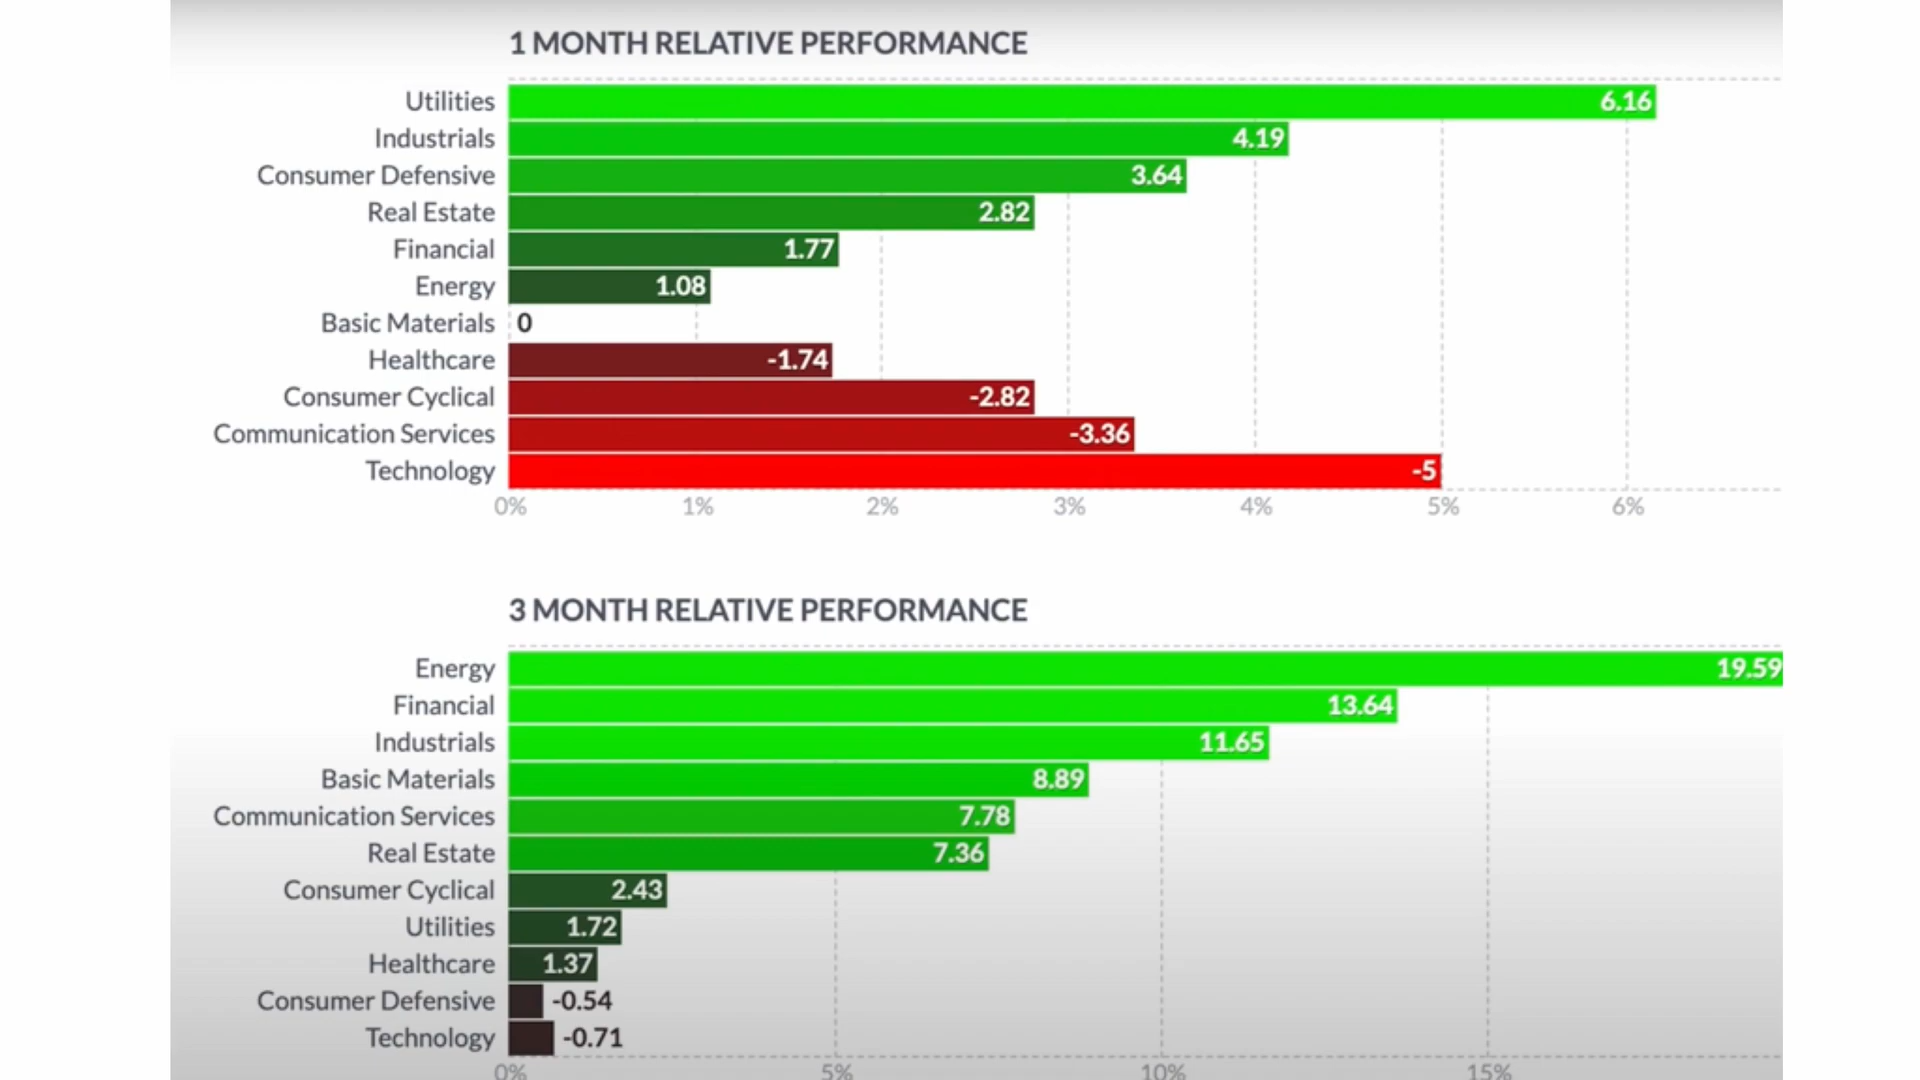 1 MONTH RELATIVE PERFORMANCE
Utilities 6.16
Industrials 4.19
Consumer Defensive 3.64
Real Estate 2.82
Financial 1.77
Energy 1.08
Basic Materials 0
Healthcare -1.74
Consumer Cyclical -2.82
Communication Services -3.36
Technology -5
0% 1% 2% 3% 4% 5% 6%
3 MONTH RELATIVE PERFORMANCE
Energy 19.59
Financial 13.64
Industrials 11.65
Basic Materials 8.89
Communication Services 7.78
Real Estate 7.36
Consumer Cyclical 2.43
Utilities 1.72
Healthcare 1.37
Consumer Defensive -0.54
Technology -0.71
0% 5% 10% 15%